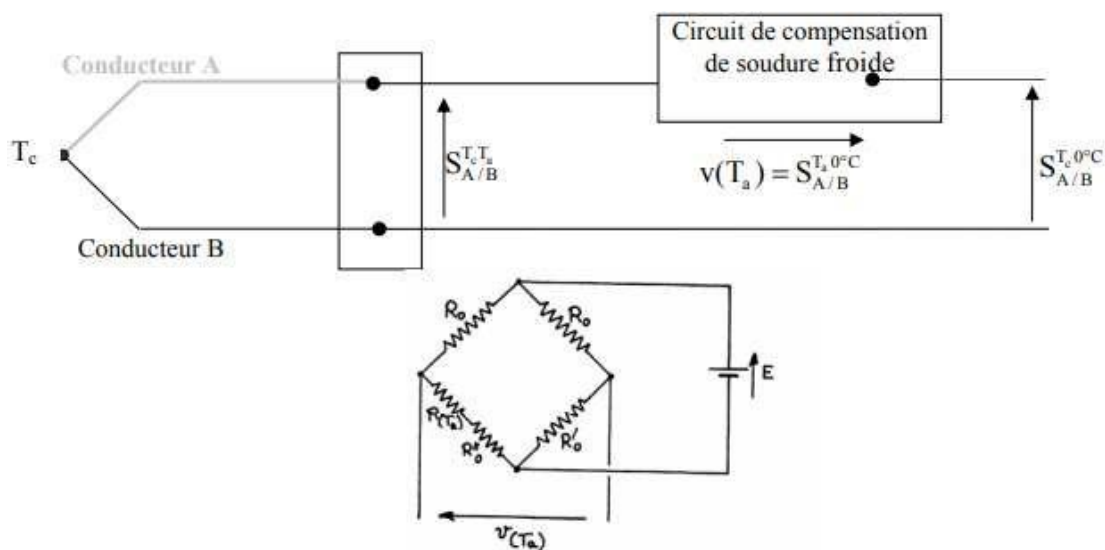 Circuit de compensation
de soudure froide
Conducteur A
T_c
S_{A/B}^{T_c T_a}
v(T_a) = S_{A/B}^{T_a 0°C}
S_{A/B}^{T_c 0°C}
Conducteur B
R_0
R_0
E
R(T_a)
R''_0
R'_0
v(T_a)